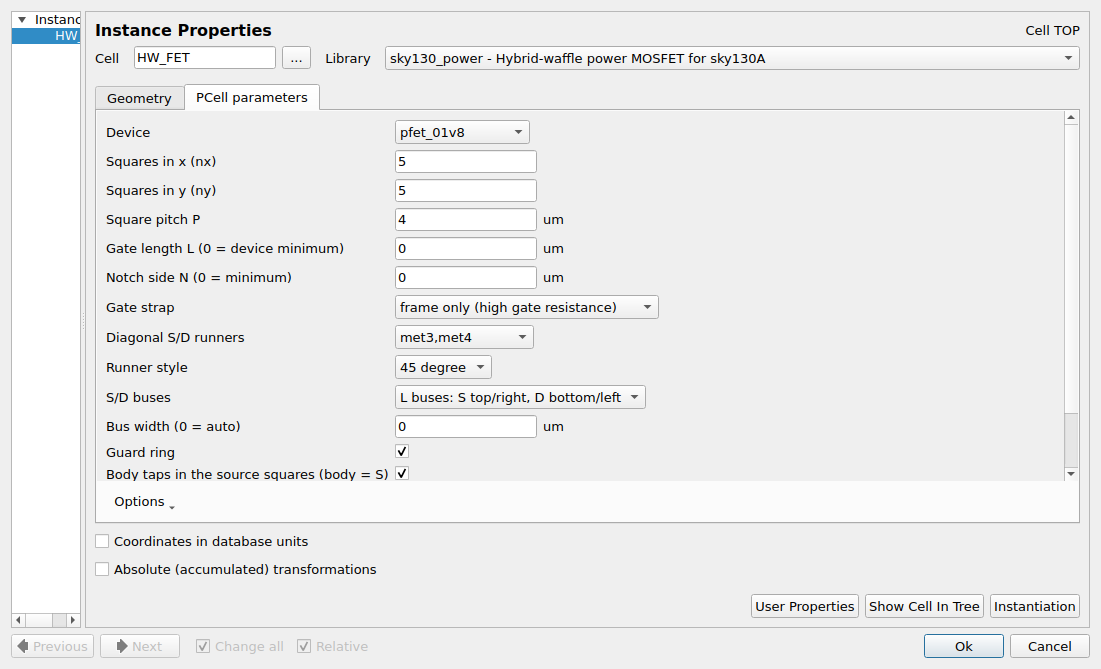 Instanc
HW_
Instance Properties
Cell TOP
Cell HW_FET ... Library sky130_power - Hybrid-waffle power MOSFET for sky130A
Geometry PCell parameters
Device pfet_01v8
Squares in x (nx) 5
Squares in y (ny) 5
Square pitch P 4 um
Gate length L (0 = device minimum) 0 um
Notch side N (0 = minimum) 0 um
Gate strap frame only (high gate resistance)
Diagonal S/D runners met3,met4
Runner style 45 degree
S/D buses L buses: S top/right, D bottom/left
Bus width (0 = auto) 0 um
Guard ring
Body taps in the source squares (body = S)
Options
Coordinates in database units
Absolute (accumulated) transformations
User Properties Show Cell In Tree Instantiation
Previous Next Change all Relative Ok Cancel